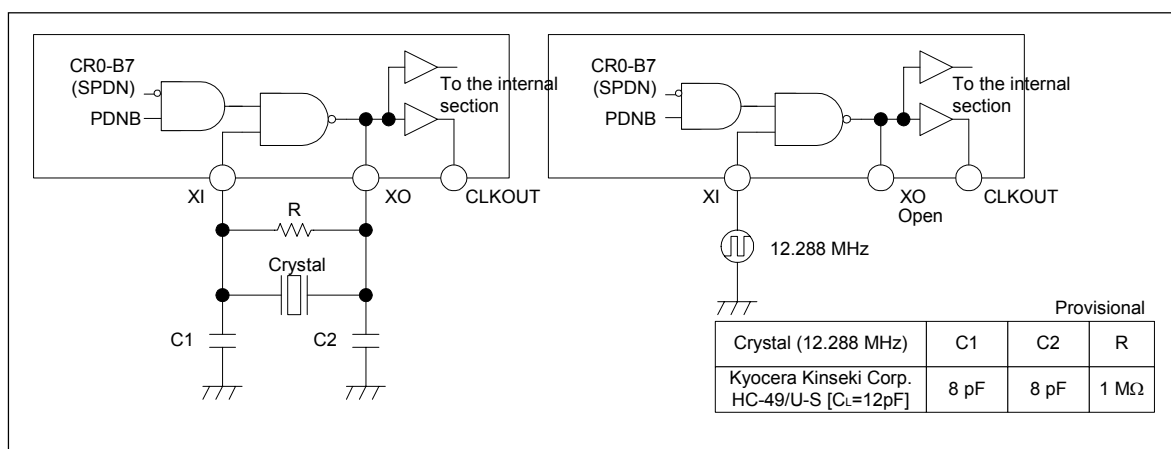 CR0-B7
(SPDN)
PDNB
To the internal
section
XI
XO
CLKOUT
R
Crystal
C1
C2
CR0-B7
(SPDN)
PDNB
To the internal
section
XI
XO
Open
CLKOUT
12.288 MHz
Provisional
Crystal (12.288 MHz) C1 C2 R
Kyocera Kinseki Corp.
HC-49/U-S [CL=12pF] 8 pF 8 pF 1 MΩ